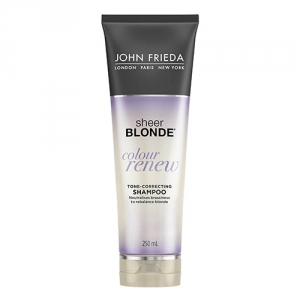 JOHN FRIEDA
LONDON PARIS NEW YORK
sheer
BLONDE®
colour
renew
TONE-CORRECTING
SHAMPOO
Neutralises brassiness
to rebalance blonde
250 mL